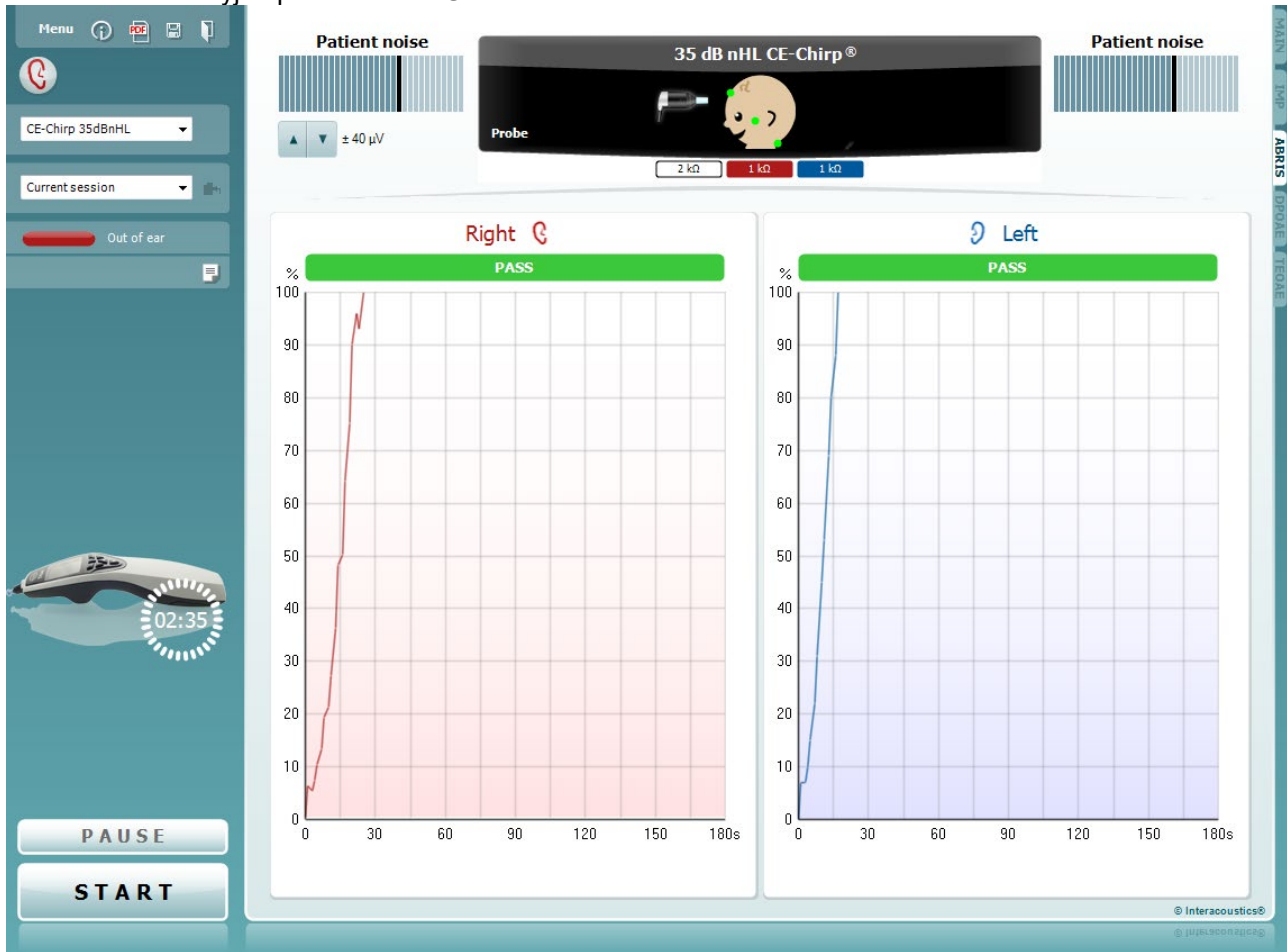 Menu
PDF
CE-Chirp 35dBnHL
Current session
Out of ear
02:35
PAUSE
START
Patient noise
± 40 µV
35 dB nHL CE-Chirp®
Probe
2 kΩ 1 kΩ 1 kΩ
Patient noise
Right
PASS
%
100
90
80
70
60
50
40
30
20
10
0
0 30 60 90 120 150 180s
Left
PASS
%
100
90
80
70
60
50
40
30
20
10
0
0 30 60 90 120 150 180s
MAIN
IMP
ABRIS
DPOAE
TEOAE
© Interacoustics®